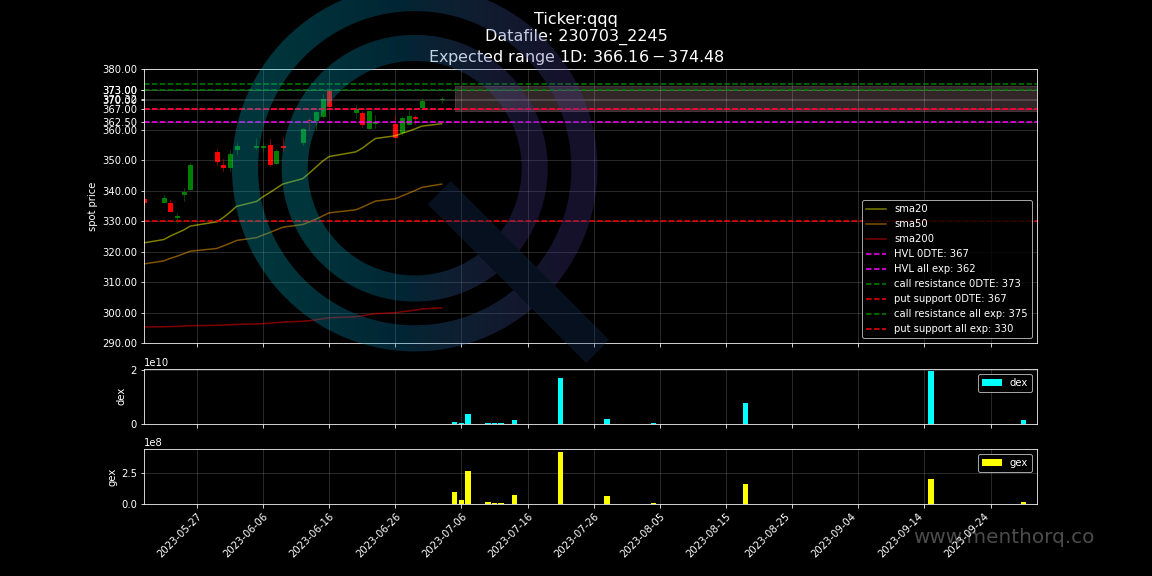 Ticker:qqq
Datafile: 230703_2245
Expected range 1D: 366.16 − 374.48
380.00
373.00
367.00
362.50
360.00
350.00
340.00
330.00
320.00
310.00
300.00
290.00
spot price
sma20
sma50
sma200
HVL 0DTE: 367
HVL all exp: 362
call resistance 0DTE: 373
put support 0DTE: 367
call resistance all exp: 375
put support all exp: 330
1e10
2
0
dex
dex
1e8
2.5
0.0
gex
gex
2023-05-27
2023-06-06
2023-06-16
2023-06-26
2023-07-06
2023-07-16
2023-07-26
2023-08-05
2023-08-15
2023-08-25
2023-09-04
2023-09-14
2023-09-24
www.menthorq.co